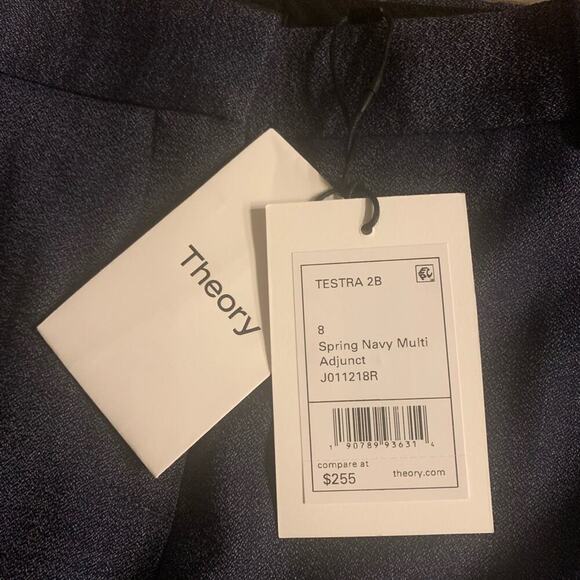 Theory
TESTRA 2B
8
Spring Navy Multi
Adjunct
J011218R
1 90789 93631 4
compare at
$255
theory.com